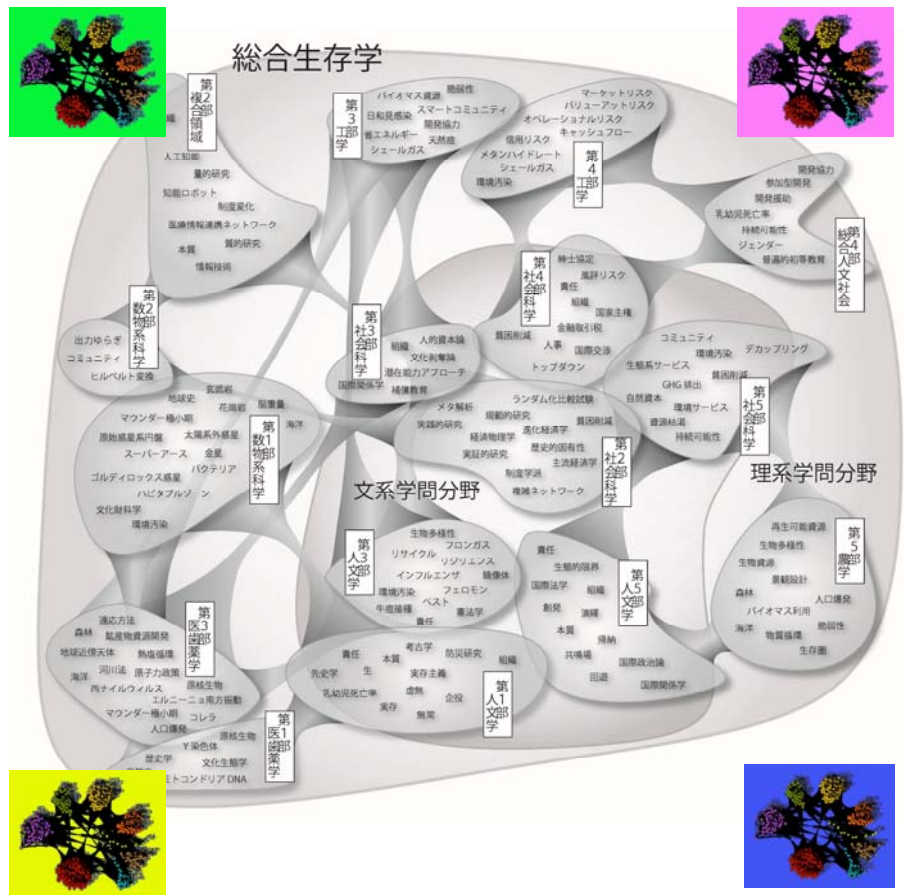 総合生存学
第2部
複合領域
人工知能
量的研究
知能ロボット
制度変化
医療情報連携ネットワーク
本質
質的研究
情報技術
第3部
工学
バイオマス資源
脆弱性
日和見感染
スマートコミュニティ
開発協力
省エネルギー
天然痘
シェールガス
マーケットリスク
バリューアットリスク
オペレーショナルリスク
信用リスク
キャッシュフロー
メタンハイドレート
シェールガス
環境汚染
第4部
工学
開発協力
参加型開発
開発援助
乳幼児死亡率
持続可能性
ジェンダー
普遍的初等教育
第4部
総合人文社会
第2部
数物系科学
出力ゆらぎ
コミュニティ
ヒルベルト変換
第3部
社会科学
組織
人的資本論
文化剥奪論
潜在能力アプローチ
国際関係学
補償教育
第4部
社会科学
紳士協定
風評リスク
責任
組織
国家主権
金融取引税
貧困削減
人事
国際交渉
トップダウン
コミュニティ
環境汚染
デカップリング
生態系サービス
貧困削減
GHG 排出
自然資本
環境サービス
資源枯渇
持続可能性
第5部
社会科学
玄武岩
地球史
花崗岩
脳重量
マウンダー極小期
海洋
原始惑星系円盤
太陽系外惑星
スーパーアース
金星
バクテリア
ゴルディロックス惑星
ハビタブルゾーン
文化財科学
環境汚染
第1部
数物系科学
ランダム化比較試験
メタ解析
規範的研究
貧困削減
実践的研究
進化経済学
経済物理学
歴史的固有性
実証的研究
主流経済学
制度学派
複雑ネットワーク
第2部
社会科学
文系学問分野
理系学問分野
第3部
人文学
生物多様性
フロンガス
リサイクル
リジリエンス
インフルエンザ
鏡像体
環境汚染
フェロモン
ペスト
牛痘接種
憲法学
責任
責任
生態的限界
国際法学
組織
創発
演繹
本質
帰納
共鳴場
国際政治論
回遊
国際関係学
第5部
人文学
再生可能資源
生物多様性
生物資源
景観設計
森林
人口爆発
バイオマス利用
海洋
脆弱性
物質循環
生存圏
第5部
農学
第3部
医歯薬学
適応方法
森林
鉱産物資源開発
地球近傍天体
熱塩循環
河川法
原子力政策
海洋
原核生物
西ナイルウィルス
エルニーニョ南方振動
マウンダー極小期
コレラ
人口爆発
考古学
責任
防災研究
本質
組織
先史学
生
実存主義
乳幼児死亡率
虚無
企投
実存
無常
第1部
人文学
第1部
医歯薬学
原核生物
Y染色体
歴史学
文化生態学
ミトコンドリア DNA